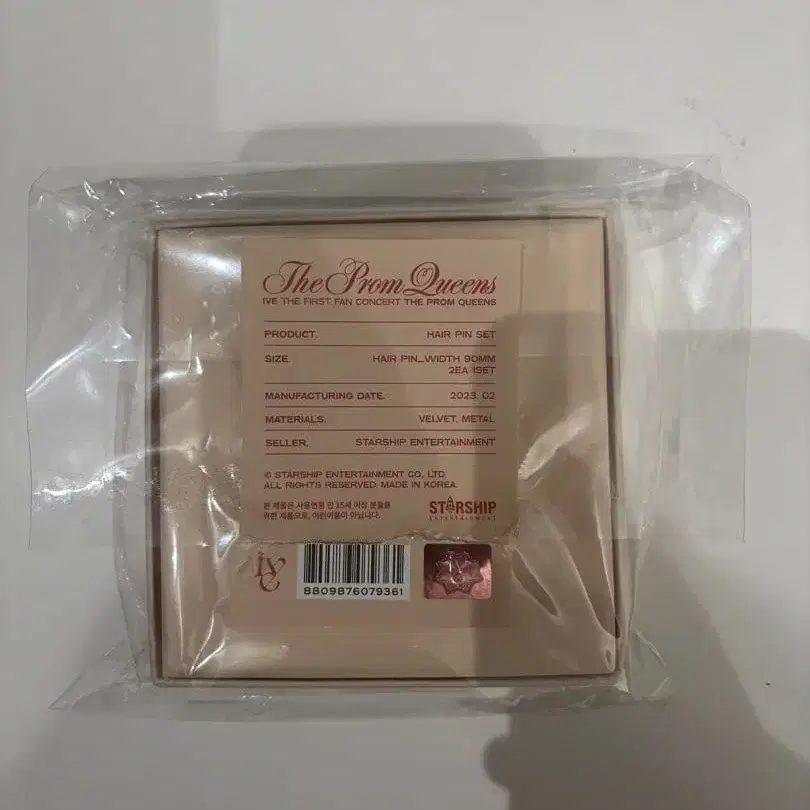 The Prom Queens
IVE THE FIRST FAN CONCERT THE PROM QUEENS
PRODUCT. HAIR PIN SET
SIZE. HAIR PIN_WIDTH 90MM
2EA 1SET
MANUFACTURING DATE. 2023. 02
MATERIALS. VELVET, METAL
SELLER. STARSHIP ENTERTAINMENT
© STARSHIP ENTERTAINMENT CO., LTD.
ALL RIGHTS RESERVED. MADE IN KOREA.
본 제품은 사용연령 만 15세 이상 분들을
위한 제품으로, 어린이용이 아닙니다.
STARSHIP
ENTERTAINMENT
8809876079361